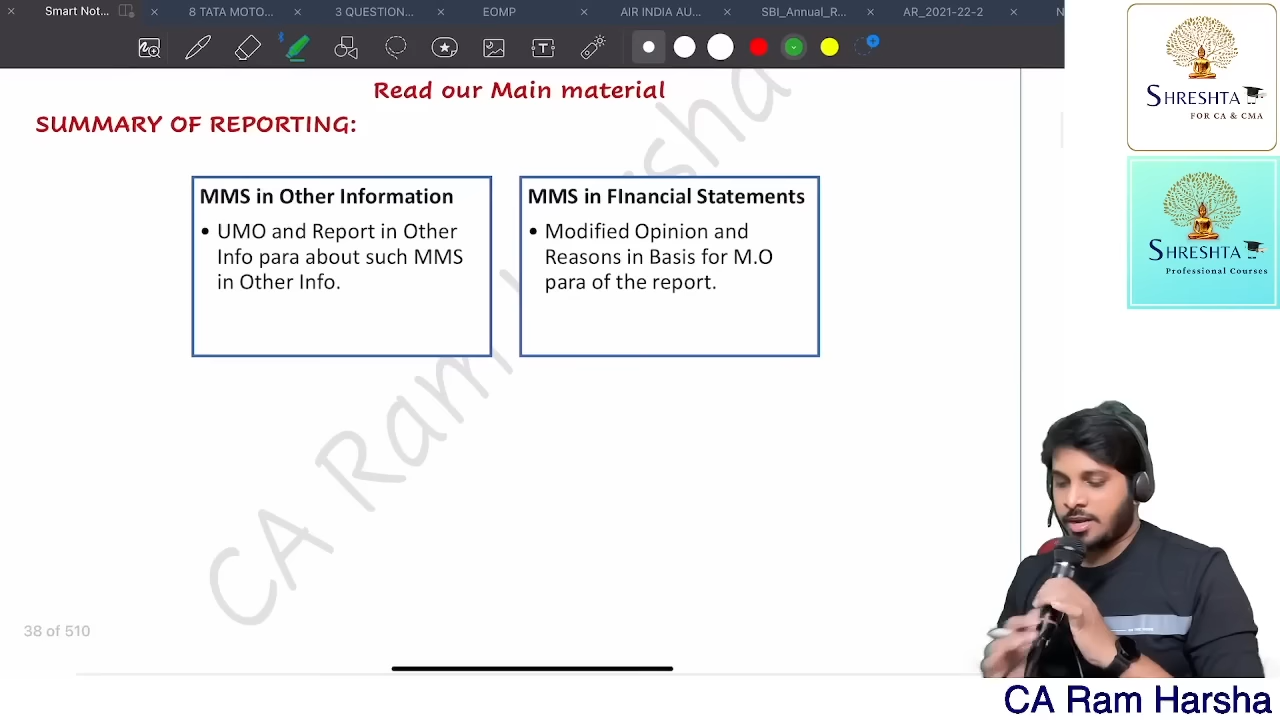 Smart Not...
8 TATA MOTO...
3 QUESTION...
EOMP
AIR INDIA AU...
SBI_Annual_R...
AR_2021-22-2
N
Read our Main material
SUMMARY OF REPORTING:
MMS in Other Information
• UMO and Report in Other
Info para about such MMS
in Other Info.
MMS in FInancial Statements
• Modified Opinion and
Reasons in Basis for M.O
para of the report.
CA Ram Harsha
38 of 510
SHRESHTA
FOR CA & CMA
SHRESHTA
Professional Courses
CA Ram Harsha